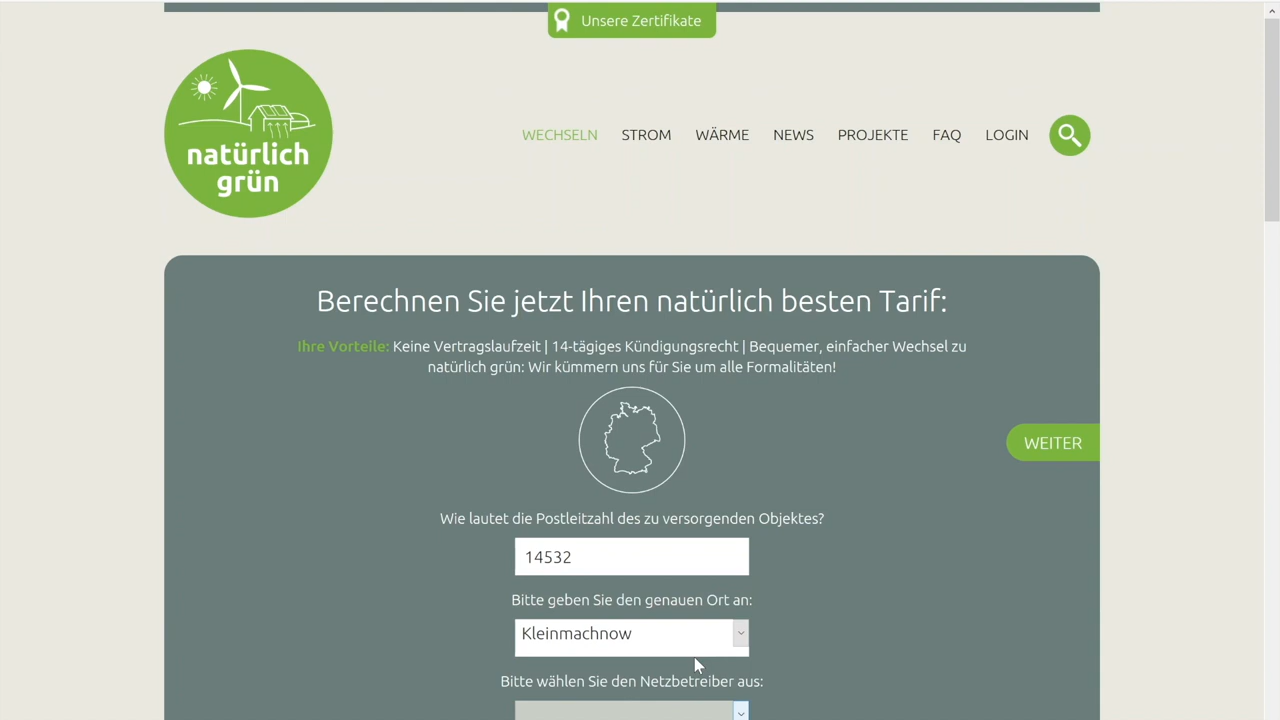 Unsere Zertifikate
natürlich
grün
WECHSELN STROM WÄRME NEWS PROJEKTE FAQ LOGIN
Berechnen Sie jetzt Ihren natürlich besten Tarif:
Ihre Vorteile: Keine Vertragslaufzeit | 14-tägiges Kündigungsrecht | Bequemer, einfacher Wechsel zu
natürlich grün: Wir kümmern uns für Sie um alle Formalitäten!
WEITER
Wie lautet die Postleitzahl des zu versorgenden Objektes?
14532
Bitte geben Sie den genauen Ort an:
Kleinmachnow
Bitte wählen Sie den Netzbetreiber aus: